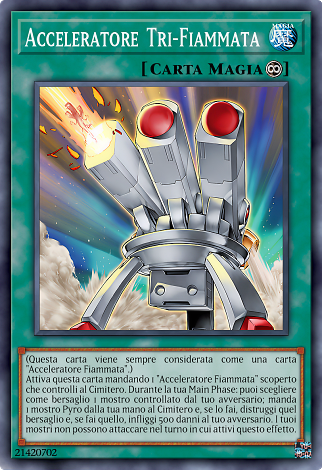 Acceleratore Tri-Fiammata
MAGIA
魔
[Carta Magia]
(Questa carta viene sempre considerata come una carta
"Acceleratore Fiammata".)
Attiva questa carta mandando 1 "Acceleratore Fiammata" scoperto
che controlli al Cimitero. Durante la tua Main Phase: puoi scegliere
come bersaglio 1 mostro controllato dal tuo avversario; manda
1 mostro Pyro dalla tua mano al Cimitero e, se lo fai, distruggi quel
bersaglio e, se fai quello, infliggi 500 danni al tuo avversario. I tuoi
mostri non possono attaccare nel turno in cui attivi questo effetto.
21420702